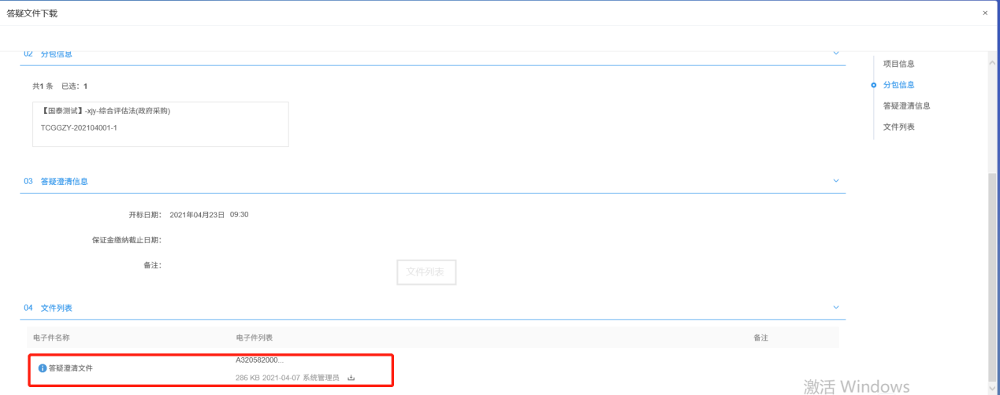 答疑文件下载
×
02 分包信息
共1 条 已选：1
【国泰测试】-xjy-综合评估法(政府采购)
TCGGZY-202104001-1
项目信息
分包信息
答疑澄清信息
文件列表
03 答疑澄清信息
开标日期： 2021年04月23日 09:30
保证金缴纳截止日期：
备注：
文件列表
04 文件列表
电子件名称 电子件列表 备注
答疑澄清文件
A320582000...
286 KB 2021-04-07 系统管理员
激活 Windows